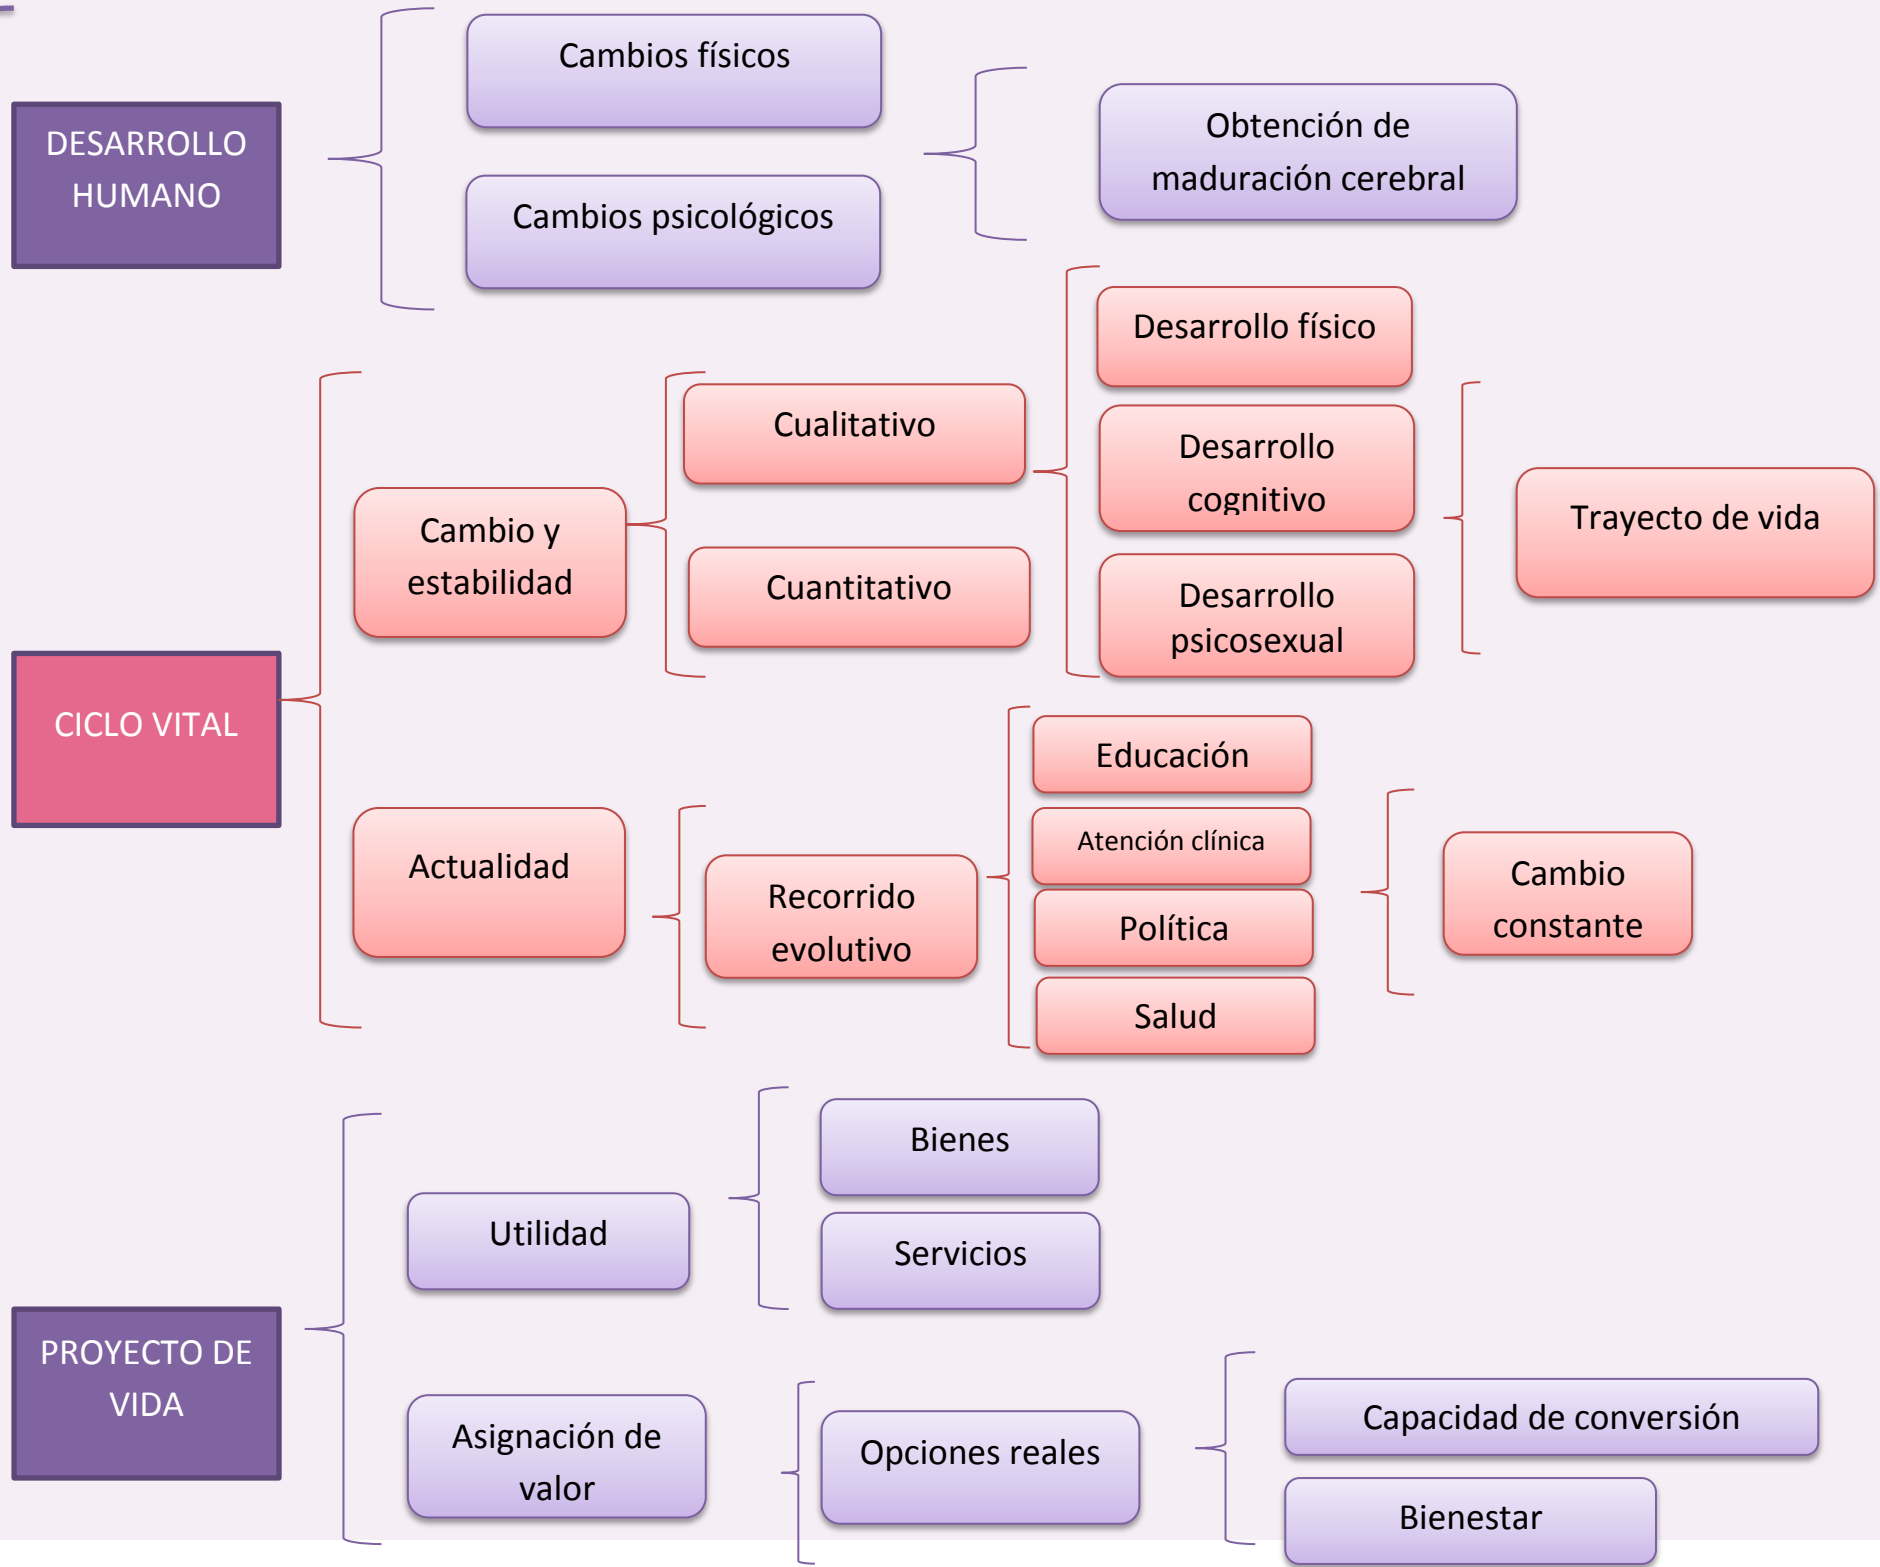 DESARROLLO
HUMANO
Cambios físicos
Cambios psicológicos
Obtención de
maduración cerebral
CICLO VITAL
Cambio y
estabilidad
Cualitativo
Cuantitativo
Desarrollo físico
Desarrollo
cognitivo
Desarrollo
psicosexual
Trayecto de vida
Actualidad
Recorrido
evolutivo
Educación
Atención clínica
Política
Salud
Cambio
constante
PROYECTO DE
VIDA
Utilidad
Bienes
Servicios
Asignación de
valor
Opciones reales
Capacidad de conversión
Bienestar